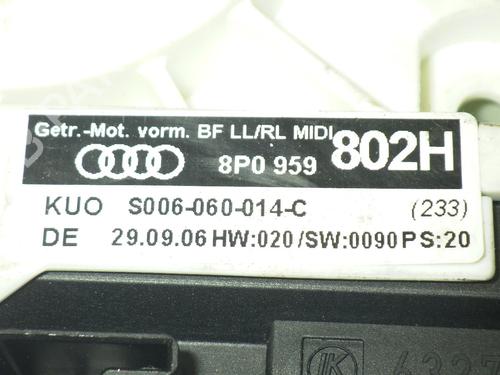 Getr.-Mot. vorm. BF LL/RL MIDI
8P0 959 802H
KUO S006-060-014-C (233)
DE 29.09.06 HW:020/SW:0090 PS:20